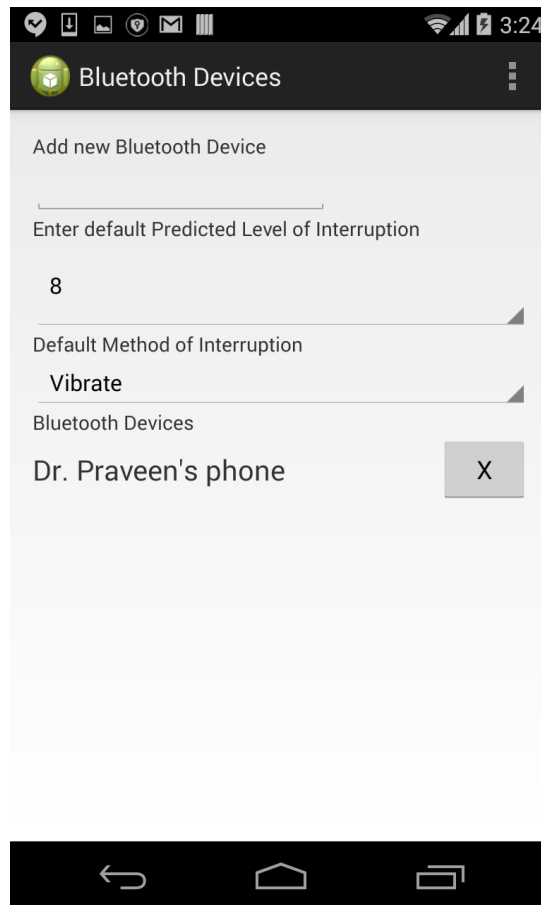 3:24
Bluetooth Devices
Add new Bluetooth Device
Enter default Predicted Level of Interruption
8
Default Method of Interruption
Vibrate
Bluetooth Devices
Dr. Praveen's phone X